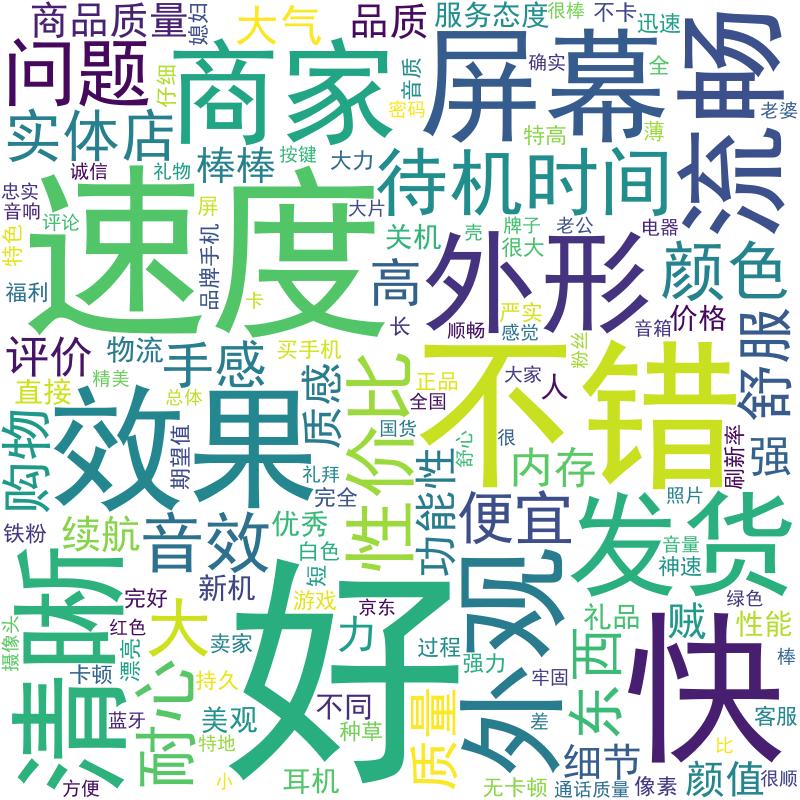 商品质量
媳妇
大气
品质
服务态度
很棒
不卡
迅速
流畅
问题
仔细
商家
音质
密码
屏幕
确实
全
特高
薄
老婆
实体店
诚信
礼物
棒棒
按键
大力
待机时间
忠实
音响
评论
速度
大片
关机
壳
牌子
很大
老公
电器
特色
屏
品牌手机
福利
卡
高
外形
颜色
长
顺畅
严实
感觉
音箱
价格
评价
物流
手感
买手机
直接
精美
总体
质感
性价比
正品
全国
不错
大家
人
粉丝
舒服
购物
效果
期望值
国货
很
舒心
刷新率
强
礼拜
完全
功能性
内存
照片
铁粉
续航
音效
优秀
便宜
发货
白色
短
新机
音量
神速
清晰
完好
大
游戏
京东
好
外观
绿色
摄像头
红色
漂亮
卖家
力
过程
礼品
贼
性能
卡顿
耐心
持久
强力
东西
快
棒
蓝牙
美观
不同
质量
牢固
特地
种草
差
客服
方便
小
耳机
无卡顿
细节
通话质量
像素
比
颜值
很顺